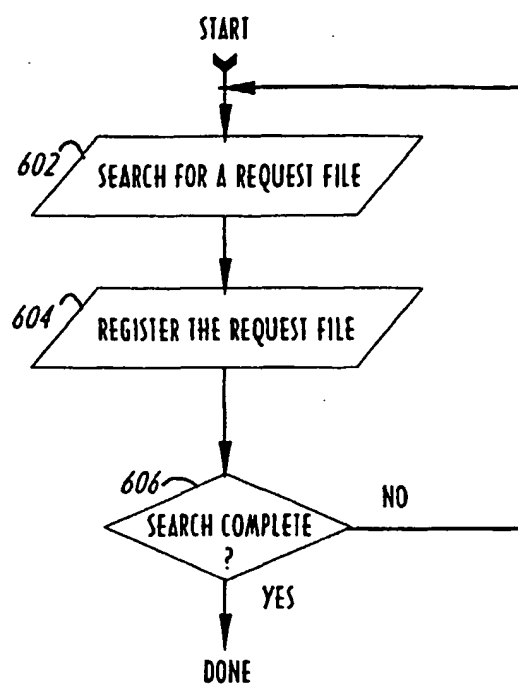 START
602
SEARCH FOR A REQUEST FILE
604
REGISTER THE REQUEST FILE
606
NO
SEARCH COMPLETE
?
YES
DONE